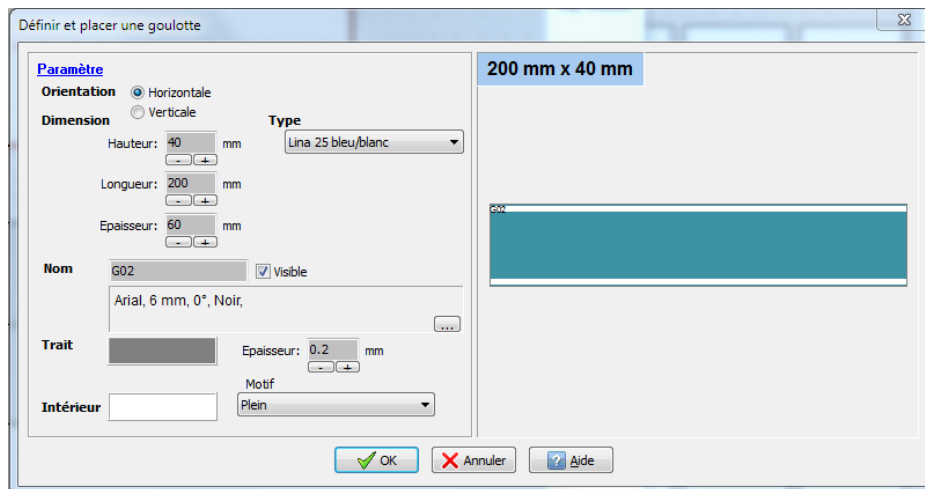 Définir et placer une goulotte
Paramètre
Orientation Horizontale
Verticale
Dimension Type
Hauteur: 40 mm Lina 25 bleu/blanc
- +
Longueur: 200 mm
- +
Epaisseur: 60 mm
- +
Nom G02 Visible
Arial, 6 mm, 0°, Noir,
...
Trait Epaisseur: 0.2 mm
- +
Motif
Intérieur Plein
200 mm x 40 mm
G02
OK Annuler ? Aide